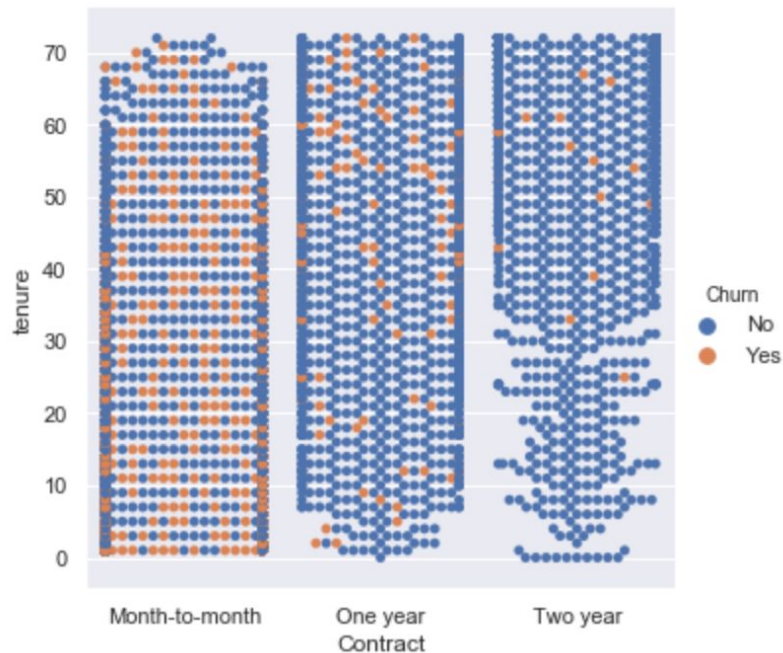 70
60
50
40
30
20
10
0
tenure
Month-to-month
One year
Two year
Contract
Churn
No
Yes